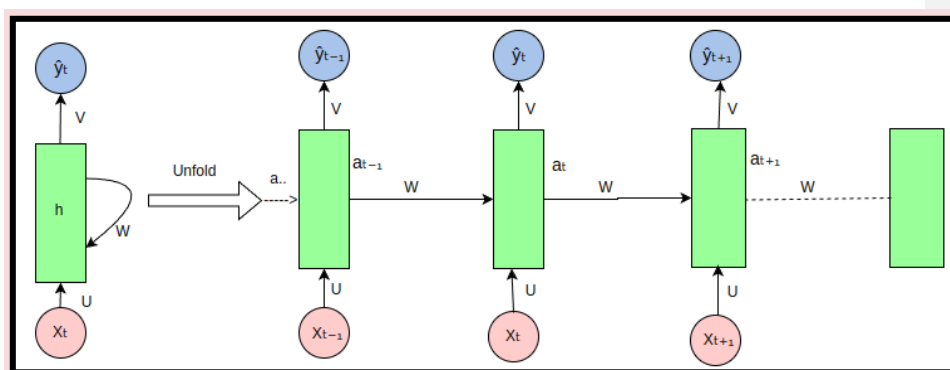 ŷt
V
h
W
U
Xt
Unfold
a..
ŷt-1
V
at-1
W
U
Xt-1
ŷt
V
at
W
U
Xt
ŷt+1
V
at+1
W
U
Xt+1